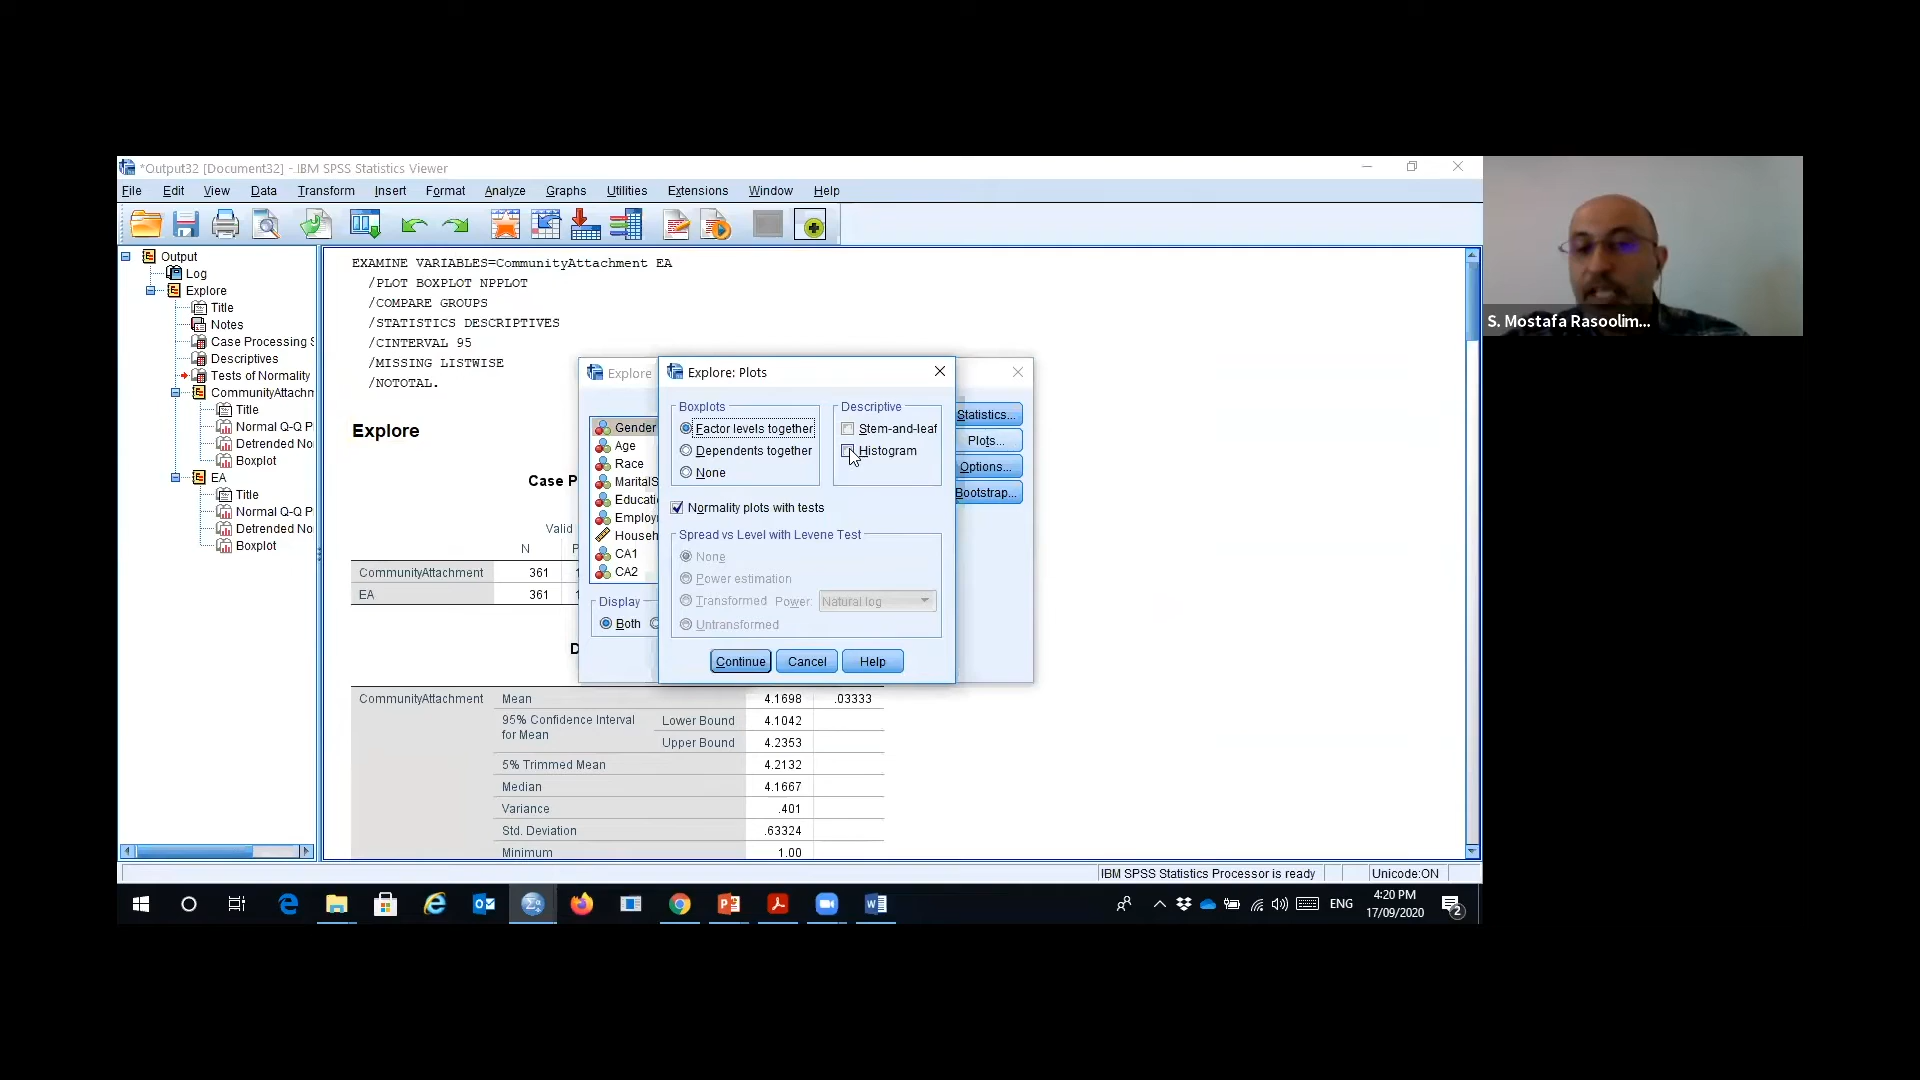 *Output32 [Document32] - IBM SPSS Statistics Viewer
File Edit View Data Transform Insert Format Analyze Graphs Utilities Extensions Window Help
Output
Log
Explore
Title
Notes
Case Processing S
Descriptives
Tests of Normality
CommunityAttachm
Title
Normal Q-Q P
Detrended No
Boxplot
EA
Title
Normal Q-Q P
Detrended No
Boxplot
EXAMINE VARIABLES=CommunityAttachment EA
/PLOT BOXPLOT NPPLOT
/COMPARE GROUPS
/STATISTICS DESCRIPTIVES
/CINTERVAL 95
/MISSING LISTWISE
/NOTOTAL.
Explore
Case P
Valid
N P
CommunityAttachment 361 1
EA 361 1
D
CommunityAttachment Mean 4.1698 .03333
95% Confidence Interval for Mean Lower Bound 4.1042
Upper Bound 4.2353
5% Trimmed Mean 4.2132
Median 4.1667
Variance .401
Std. Deviation .63324
Minimum 1.00
Explore
Gender
Age
Race
MaritalS
Educati
Employ
Househ
CA1
CA2
Display
Both
Statistics...
Plots...
Options...
Bootstrap...
Explore: Plots
Boxplots
Factor levels together
Dependents together
None
Descriptive
Stem-and-leaf
Histogram
Normality plots with tests
Spread vs Level with Levene Test
None
Power estimation
Transformed Power: Natural log
Untransformed
Continue Cancel Help
IBM SPSS Statistics Processor is ready Unicode:ON
ENG
4:20 PM
17/09/2020
2
S. Mostafa Rasoolim...